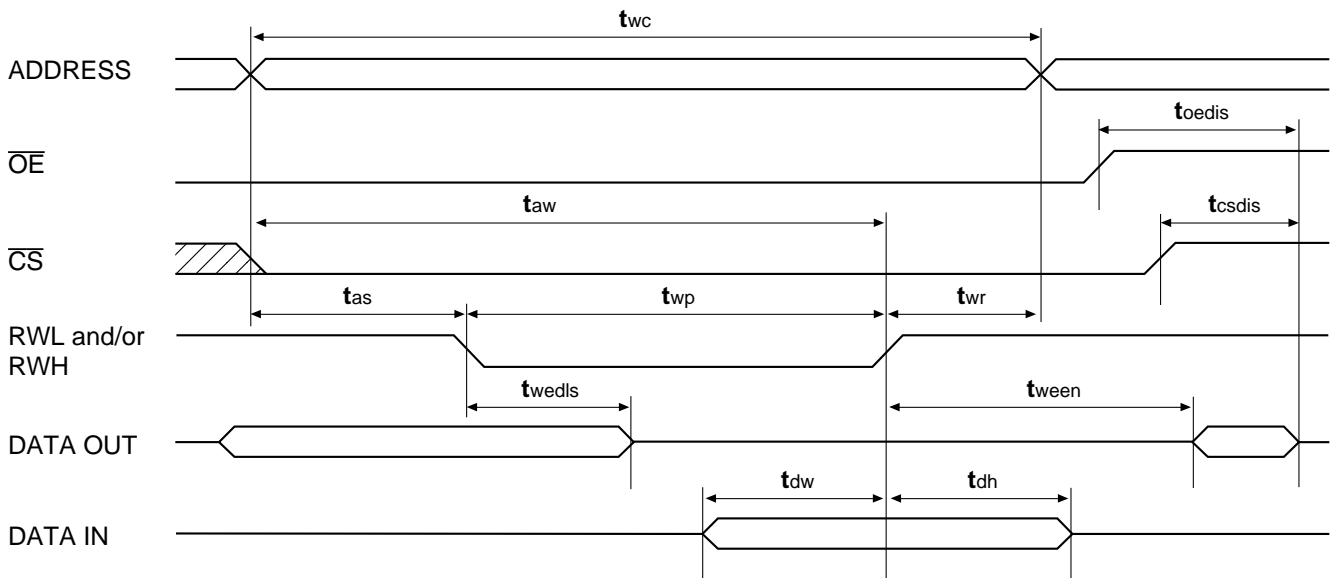 twc
ADDRESS
toedis
OE
taw
tcsdis
CS
tas
twp
twr
RWL and/or
RWH
twedls
tween
DATA OUT
tdw
tdh
DATA IN